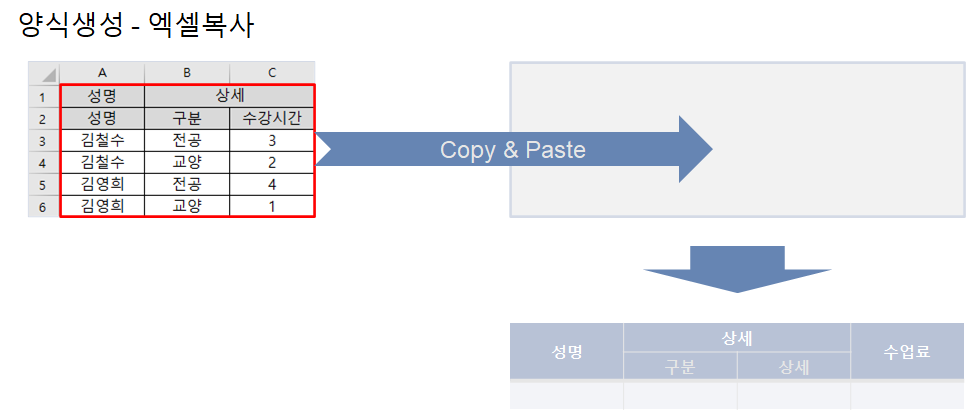 양식생성 - 엑셀복사
A B C
1 성명 상세
2 성명 구분 수강시간
3 김철수 전공 3
4 김철수 교양 2
5 김영희 전공 4
6 김영희 교양 1
Copy & Paste
성명 상세 수업료
구분 상세